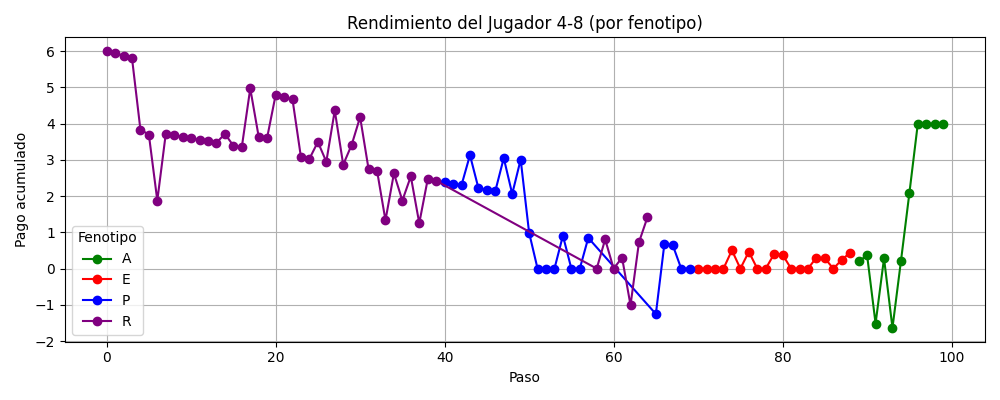 Rendimiento del Jugador 4-8 (por fenotipo)
Pago acumulado
6
5
4
3
2
1
0
−1
−2
Fenotipo
A
E
P
R
0 20 40 60 80 100
Paso